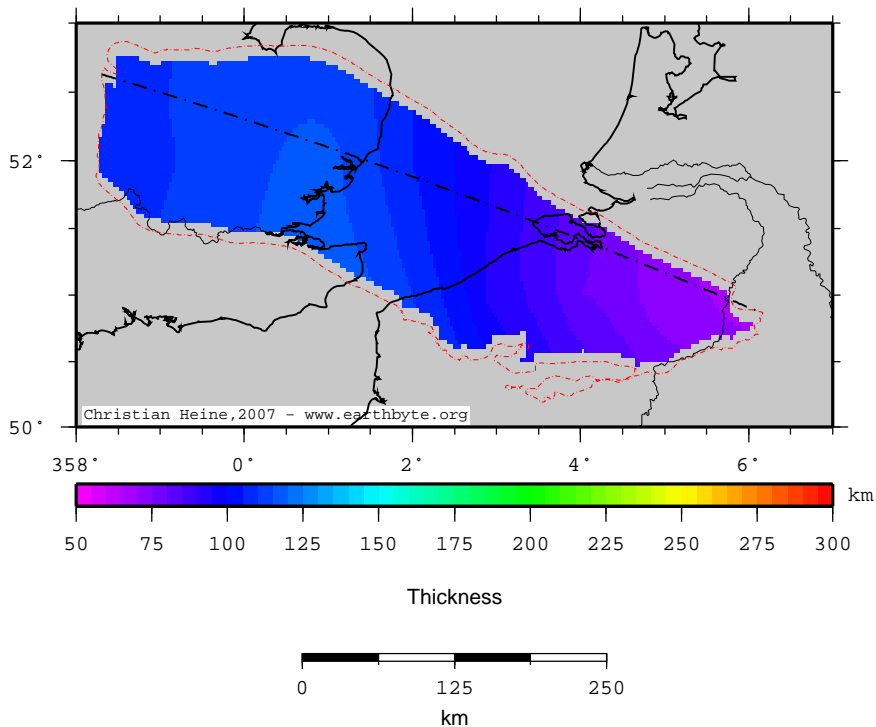 52°
50°
Christian Heine,2007 - www.earthbyte.org
358° 0° 2° 4° 6°
km
50 75 100 125 150 175 200 225 250 275 300
Thickness
0 125 250
km